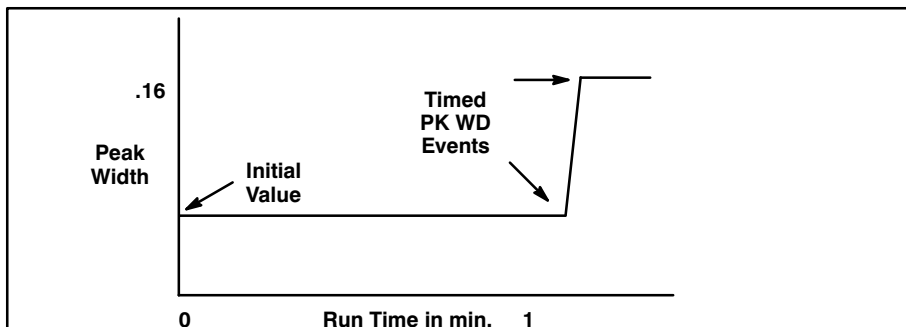 .16
Timed
PK WD
Events
Peak
Width
Initial
Value
0 Run Time in min. 1